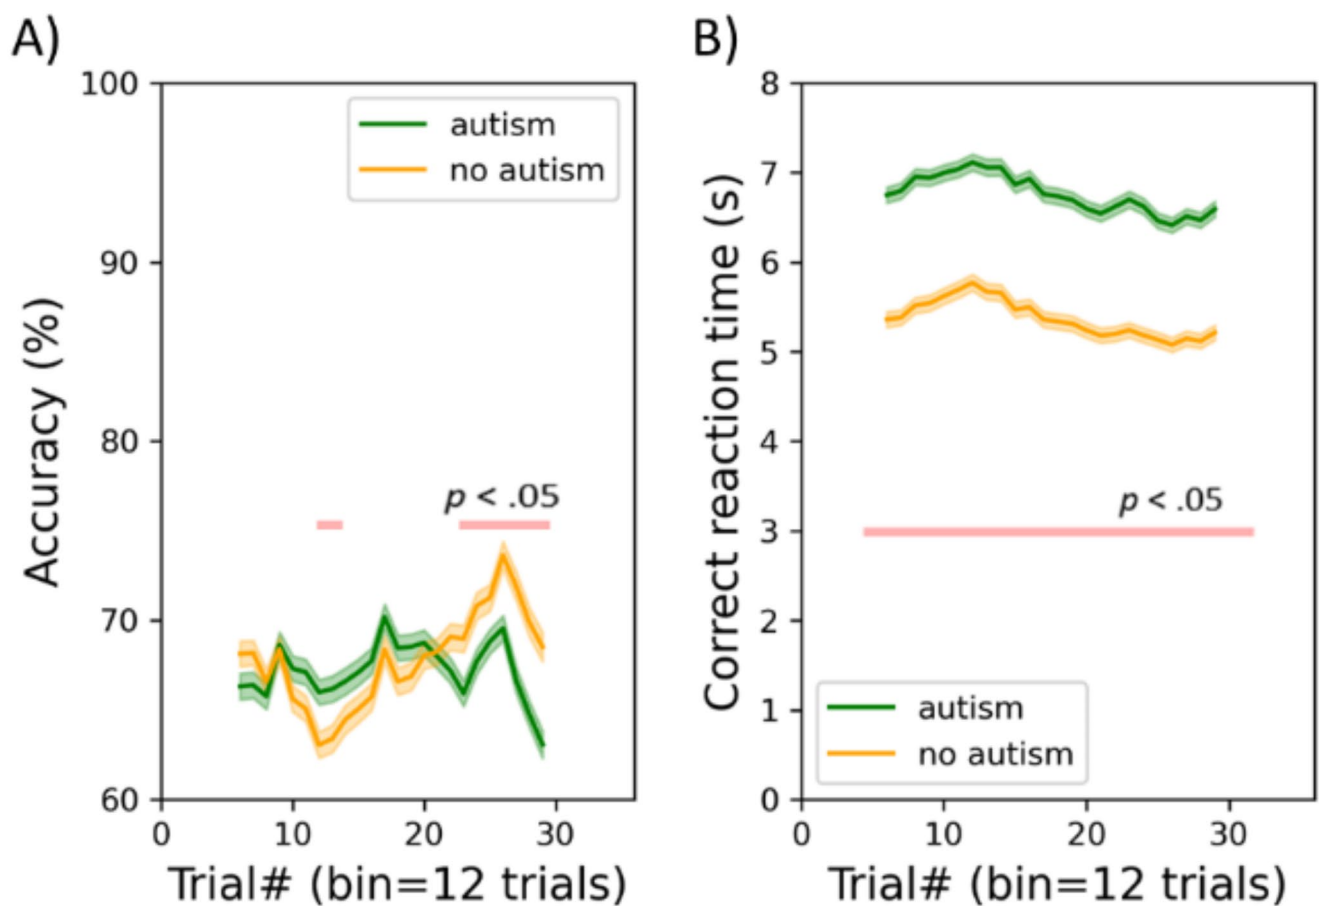 A)
100
90
80
70
60
Accuracy (%)
autism
no autism
p < .05
0
10
20
30
Trial# (bin=12 trials)
B)
8
7
6
5
4
3
2
1
0
Correct reaction time (s)
p < .05
autism
no autism
0
10
20
30
Trial# (bin=12 trials)